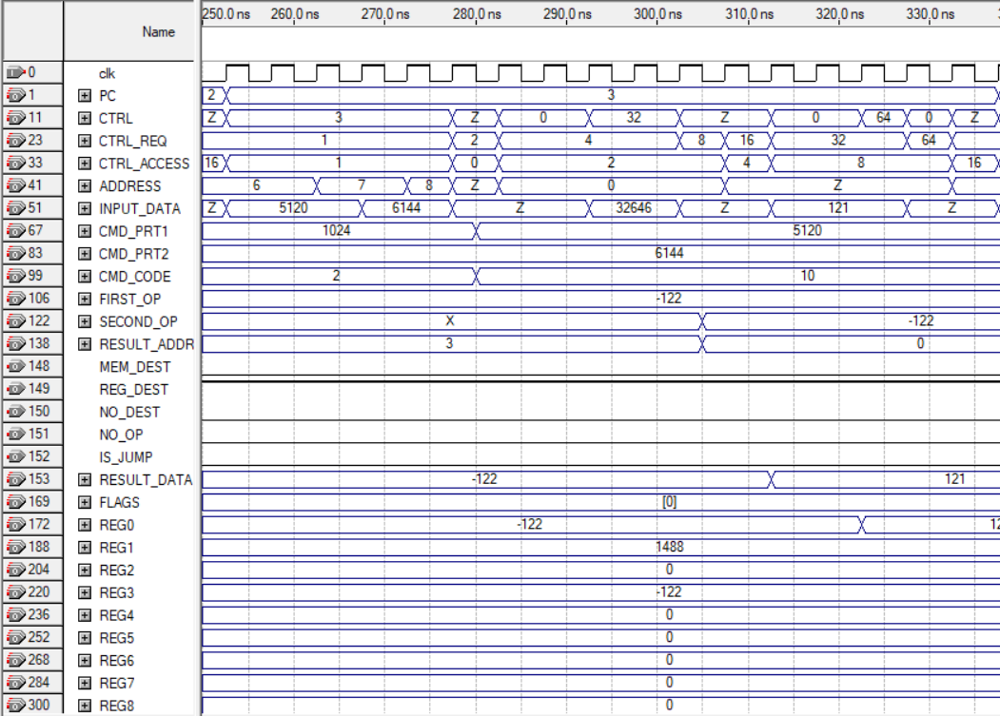 250.0 ns 260.0 ns 270.0 ns 280.0 ns 290.0 ns 300.0 ns 310.0 ns 320.0 ns 330.0 ns
Name
0 clk
1 PC 2 3
11 CTRL Z 3 Z 0 32 Z 0 64 0 Z
23 CTRL_REQ 1 2 4 8 16 32 64
33 CTRL_ACCESS 16 1 0 2 4 8 16
41 ADDRESS 6 7 8 Z 0 Z
51 INPUT_DATA Z 5120 6144 Z 32646 Z 121 Z
67 CMD_PRT1 1024 5120
83 CMD_PRT2 6144
99 CMD_CODE 2 10
106 FIRST_OP -122
122 SECOND_OP X -122
138 RESULT_ADDR 3 0
148 MEM_DEST
149 REG_DEST
150 NO_DEST
151 NO_OP
152 IS_JUMP
153 RESULT_DATA -122 121
169 FLAGS [0]
172 REG0 -122
188 REG1 1488
204 REG2 0
220 REG3 -122
236 REG4 0
252 REG5 0
268 REG6 0
284 REG7 0
300 REG8 0